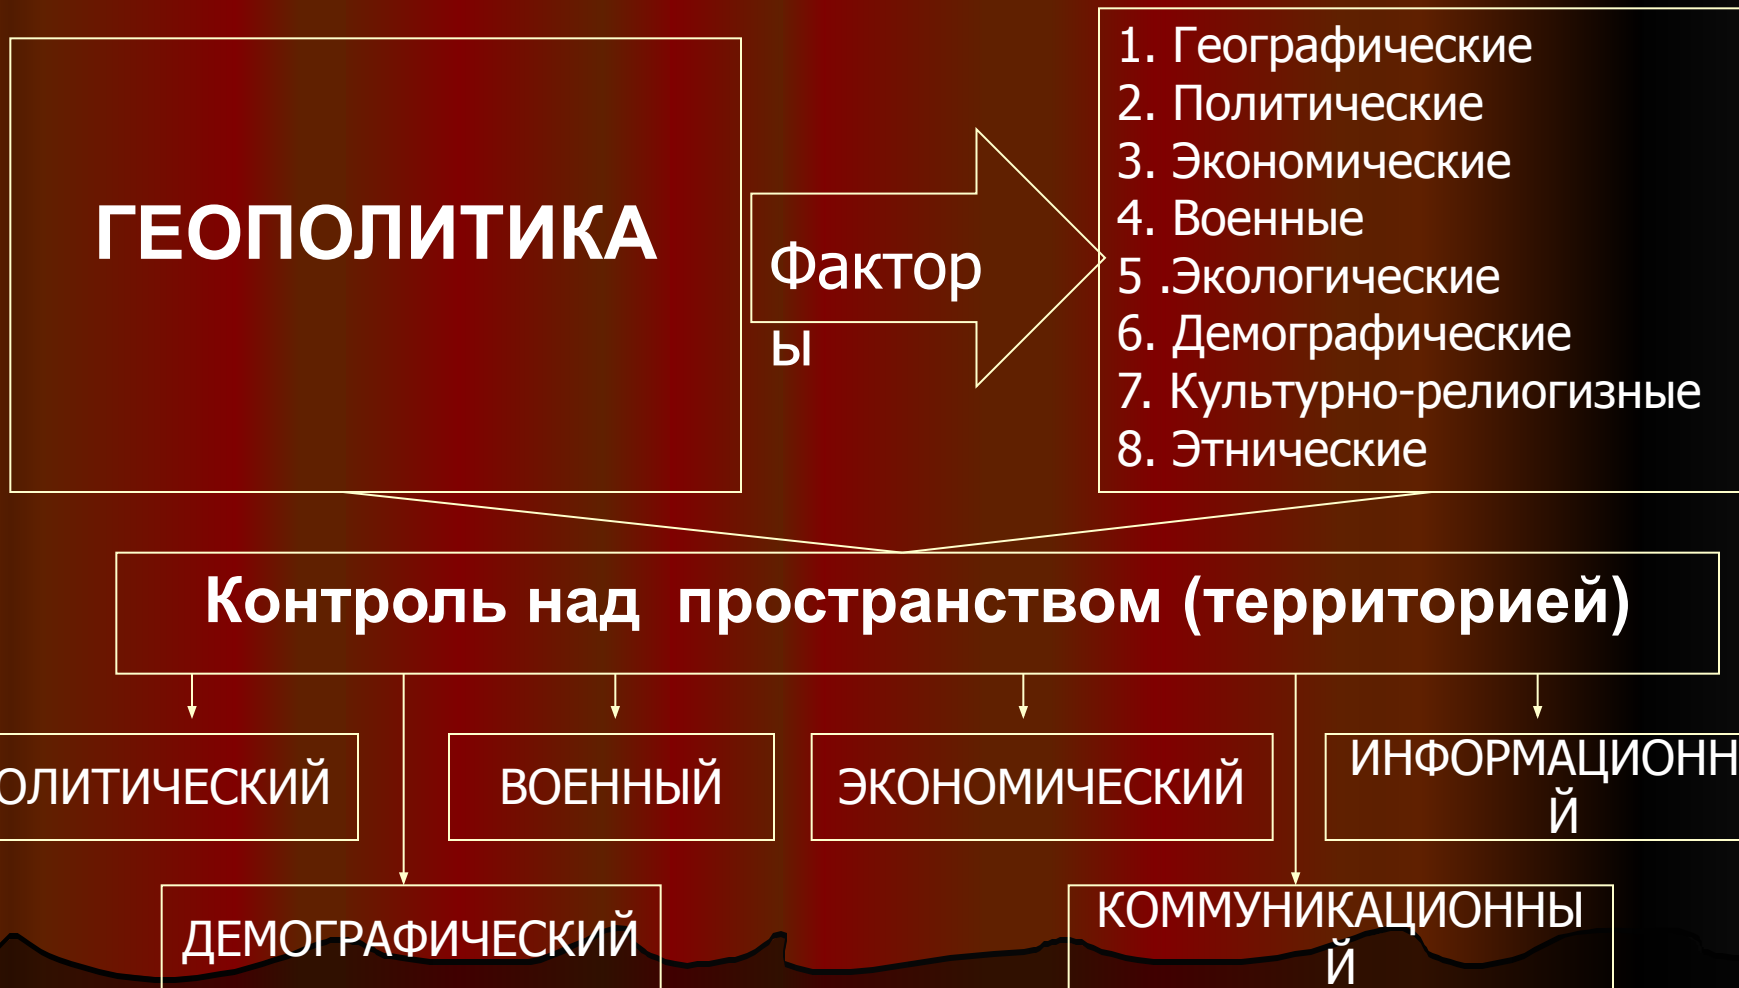 ГЕОПОЛИТИКА
Фактор
ы
1. Географические
2. Политические
3. Экономические
4. Военные
5 .Экологические
6. Демографические
7. Культурно-религиозные
8. Этнические
Контроль над пространством (территорией)
ОЛИТИЧЕСКИЙ
ВОЕННЫЙ
ЭКОНОМИЧЕСКИЙ
ИНФОРМАЦИОНН
Й
ДЕМОГРАФИЧЕСКИЙ
КОММУНИКАЦИОННЫ
Й